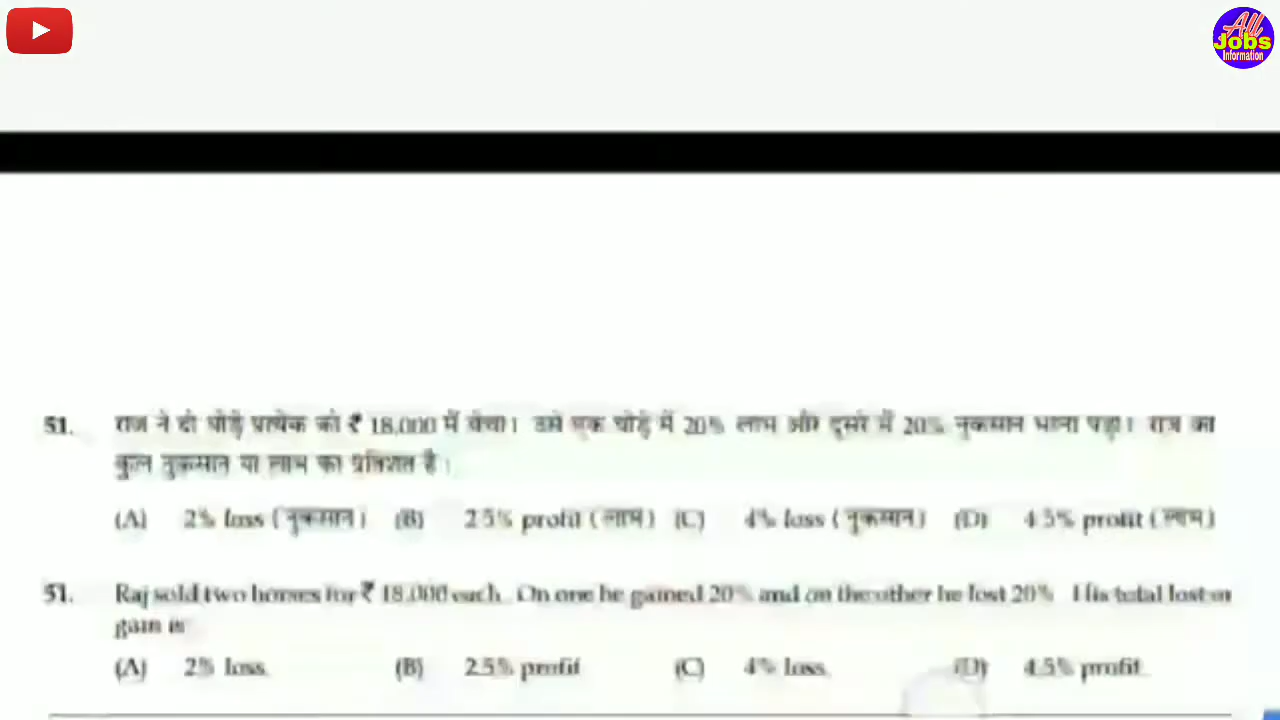 All
Jobs
Information
51. राज ने दो घोड़े प्रत्येक को ₹ 18,000 में बेचा। उसे एक घोड़े में 20% लाभ और दूसरे में 20% नुकसान भाना पड़ा। राज का
कुल नुकसान या लाभ का प्रतिशत है।
(A) 2% loss (नुकसान) (B) 2.5% profit (लाभ) (C) 4% loss (नुकसान) (D) 4.5% profit (लाभ)
51. Raj sold two horses for ₹ 18,000 each. On one he gained 20% and on the other he lost 20%. His total lost or
gain is
(A) 2% loss (B) 2.5% profit (C) 4% loss (D) 4.5% profit